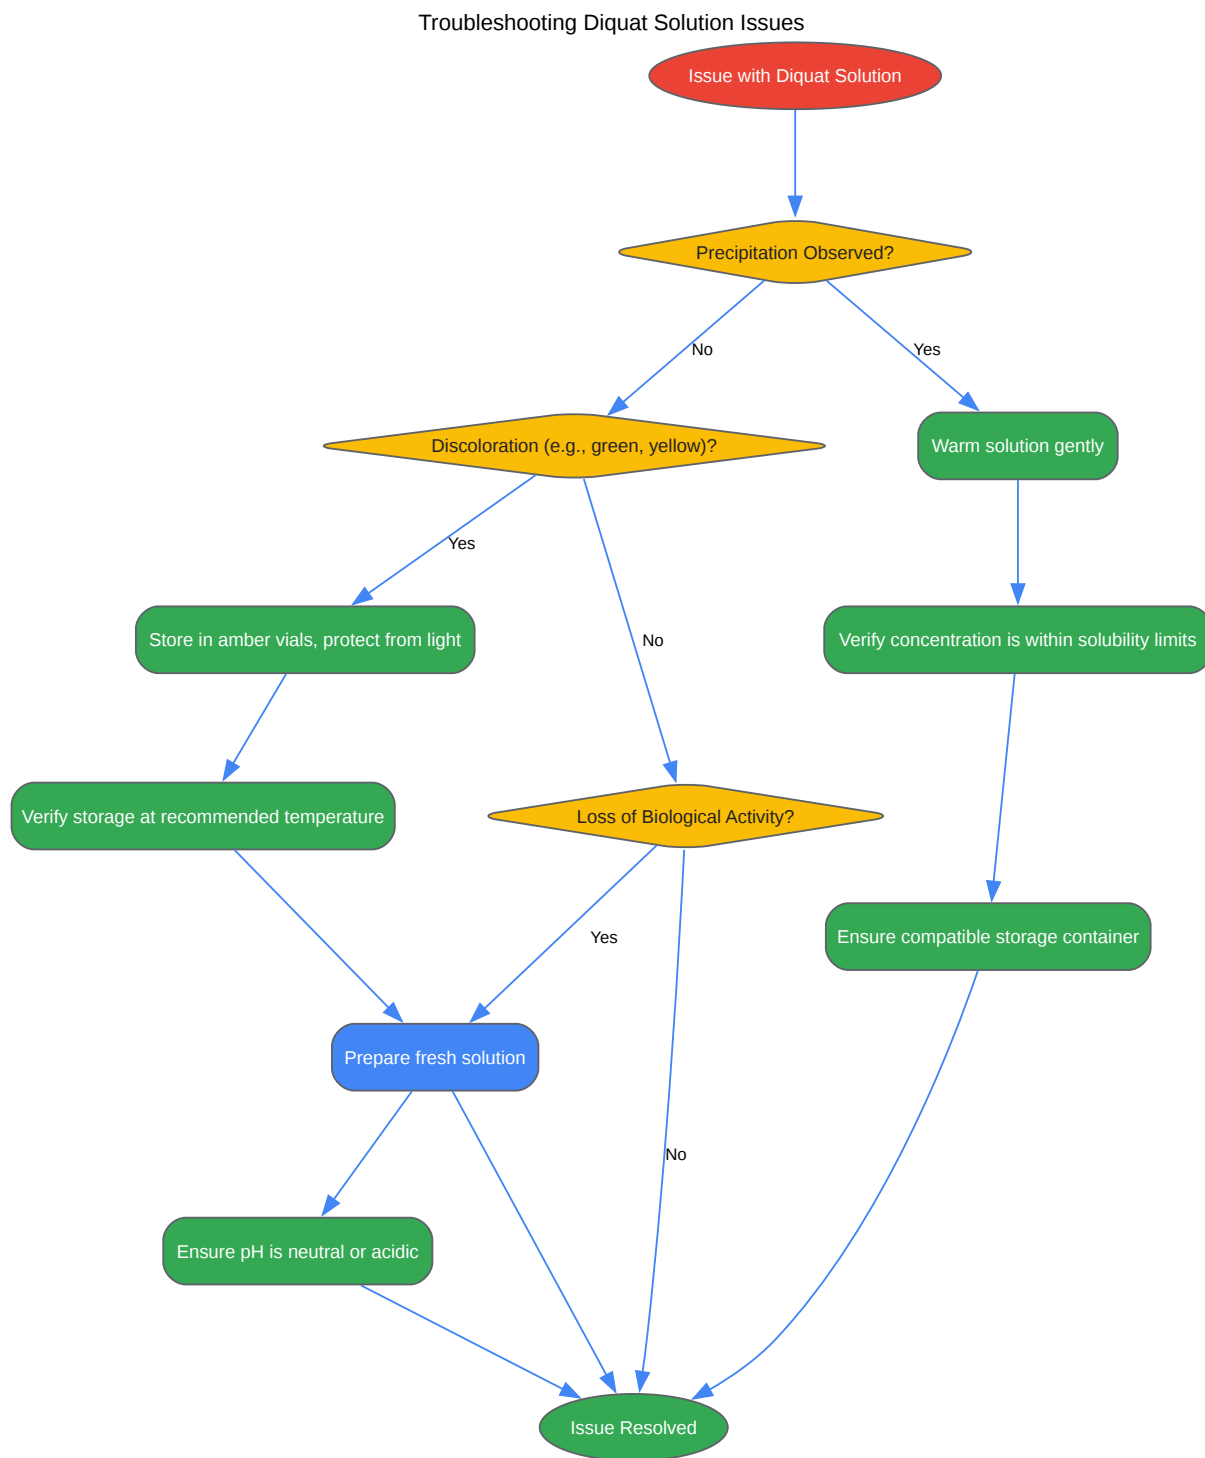 Troubleshooting Diquat Solution Issues
Issue with Diquat Solution
Precipitation Observed?
No
Yes
Discoloration (e.g., green, yellow)?
Warm solution gently
Yes
Store in amber vials, protect from light
No
Verify concentration is within solubility limits
Verify storage at recommended temperature
Loss of Biological Activity?
Yes
Ensure compatible storage container
Prepare fresh solution
No
Ensure pH is neutral or acidic
Issue Resolved